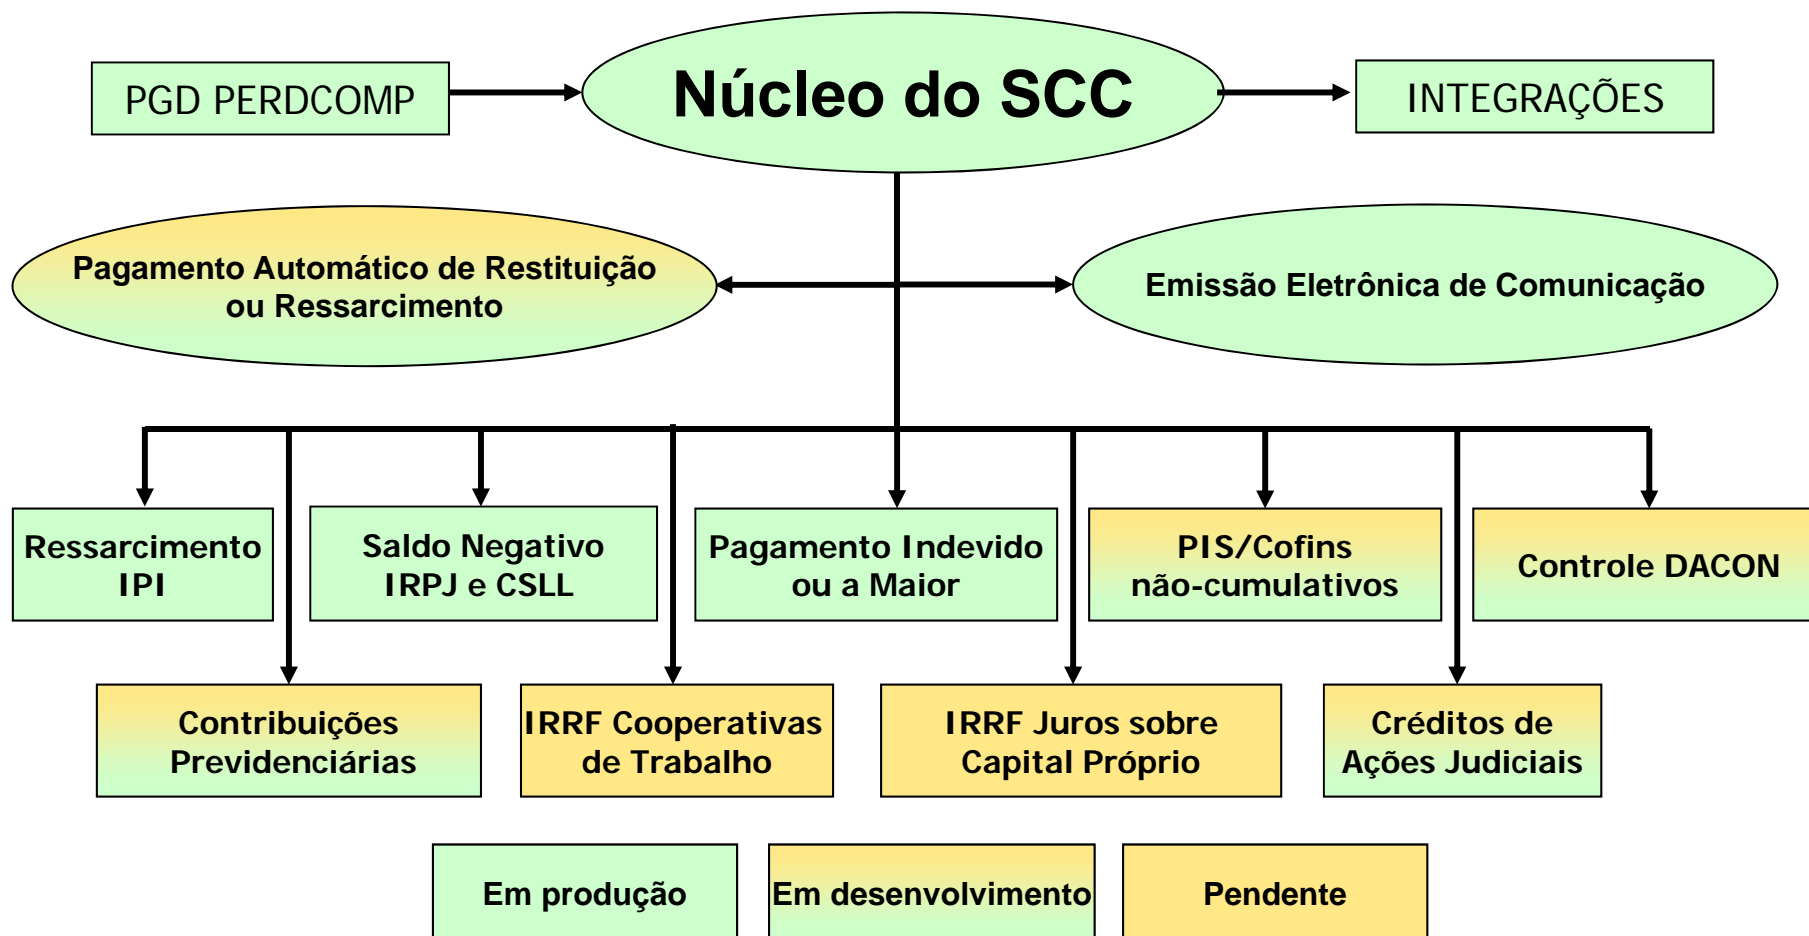 PGD PERDCOMP
Núcleo do SCC
INTEGRAÇÕES
Pagamento Automático de Restituição
ou Ressarcimento
Emissão Eletrônica de Comunicação
Ressarcimento
IPI
Saldo Negativo
IRPJ e CSLL
Pagamento Indevido
ou a Maior
PIS/Cofins
não-cumulativos
Controle DACON
Contribuições
Previdenciárias
IRRF Cooperativas
de Trabalho
IRRF Juros sobre
Capital Próprio
Créditos de
Ações Judiciais
Em produção
Em desenvolvimento
Pendente